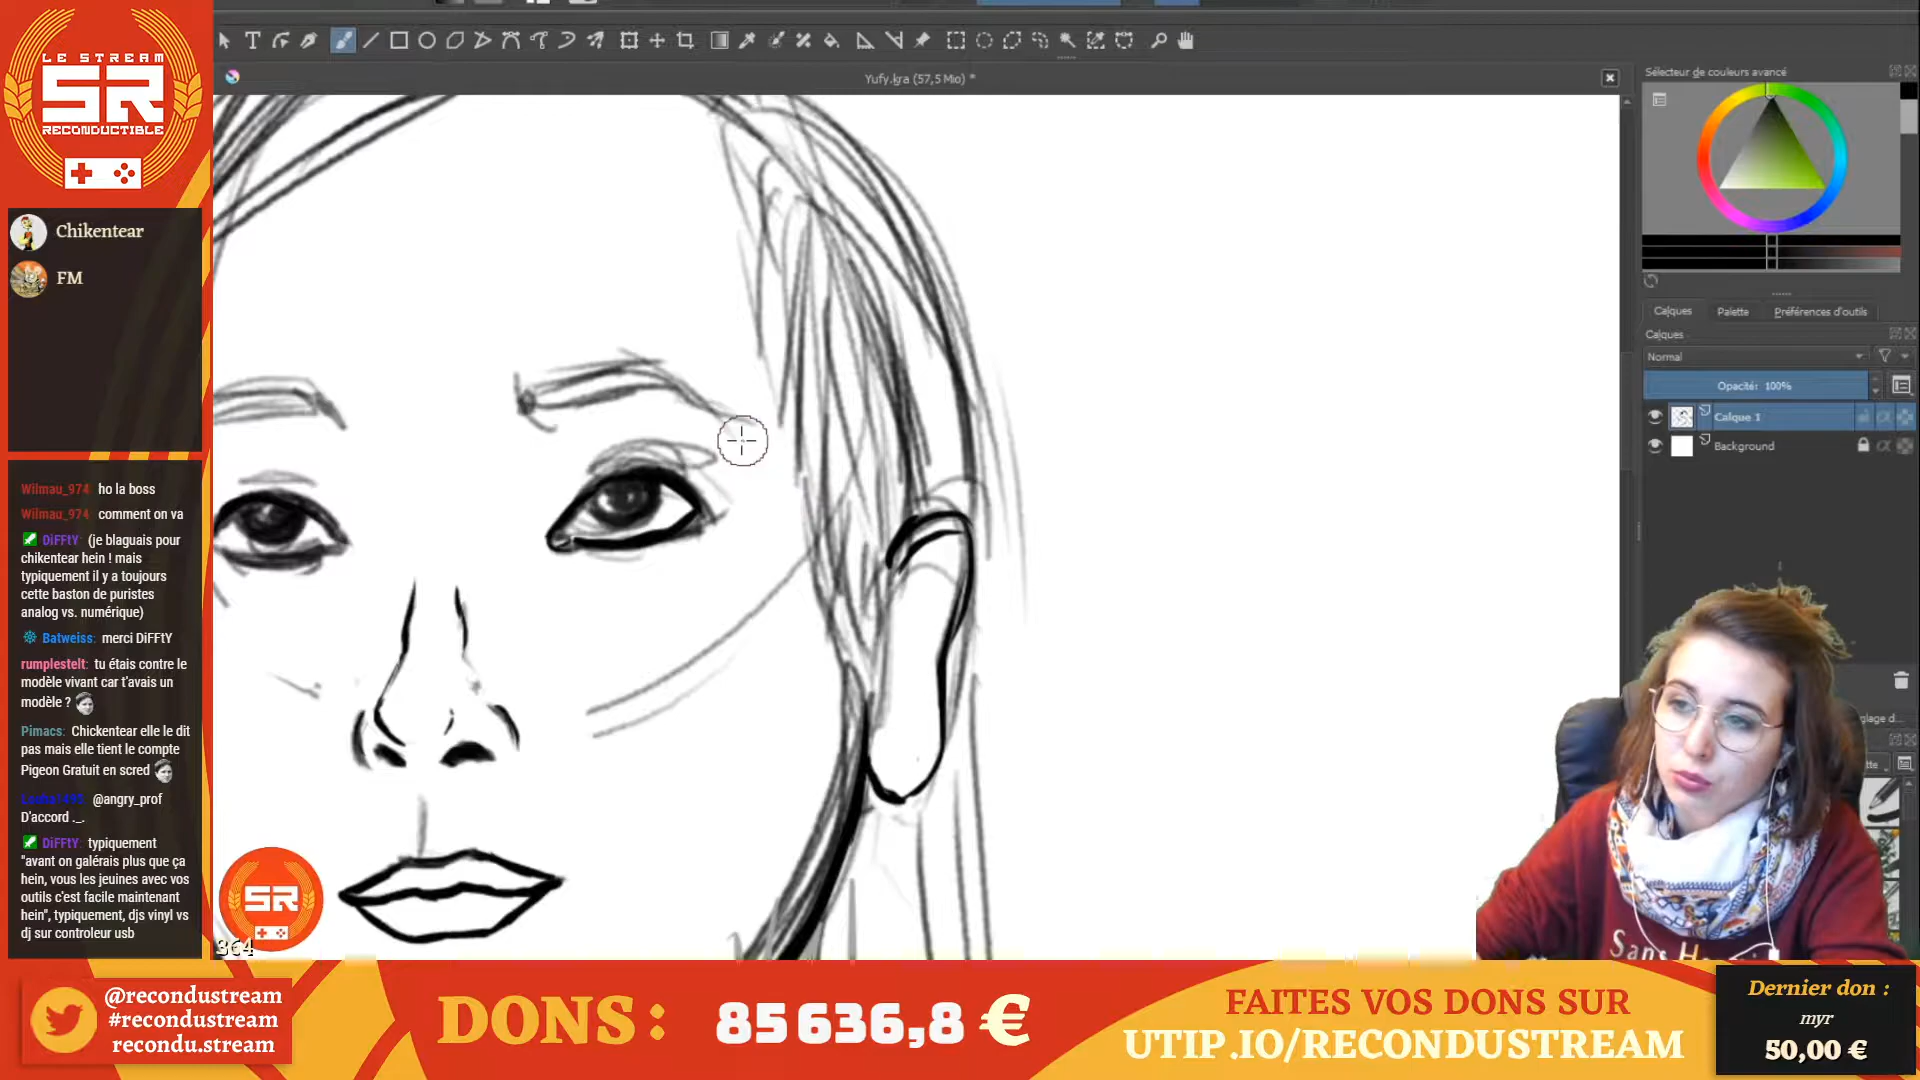 LE STREAM
SR
RECONDUCTIBLE
Chikentear
FM
Wilmau_974 ho la boss
Wilmau_974 comment on va
DiFFtY: (je blaguais pour
chikentear hein ! mais
typiquement il y a toujours
cette baston de puristes
analog vs. numérique)
Batweiss: merci DiFFtY
rumplestelt: tu étais contre le
modèle vivant car t'avais un
modèle ?
Pimacs: Chickentear elle le dit
pas mais elle tient le compte
Pigeon Gratuit en scred
@angry_prof
D'accord ._.
DiFFtY: typiquement
"avant on galérais plus que ça
hein, vous les jeuines avec vos
outils c'est facile maintenant
hein", typiquement, djs vinyl vs
dj sur controleur usb
Yufy.kra (57,5 Mio) *
Sélecteur de couleurs avancé
Calques
Palette
Préférences d'outils
Calques
Normal
Opacité: 100%
Calque 1
Background
glage d...
SR
364
@recondustream
#recondustream
recondu.stream
DONS : 85 636,8 €
FAITES VOS DONS SUR
UTIP.IO/RECONDUSTREAM
Dernier don :
myr
50,00 €